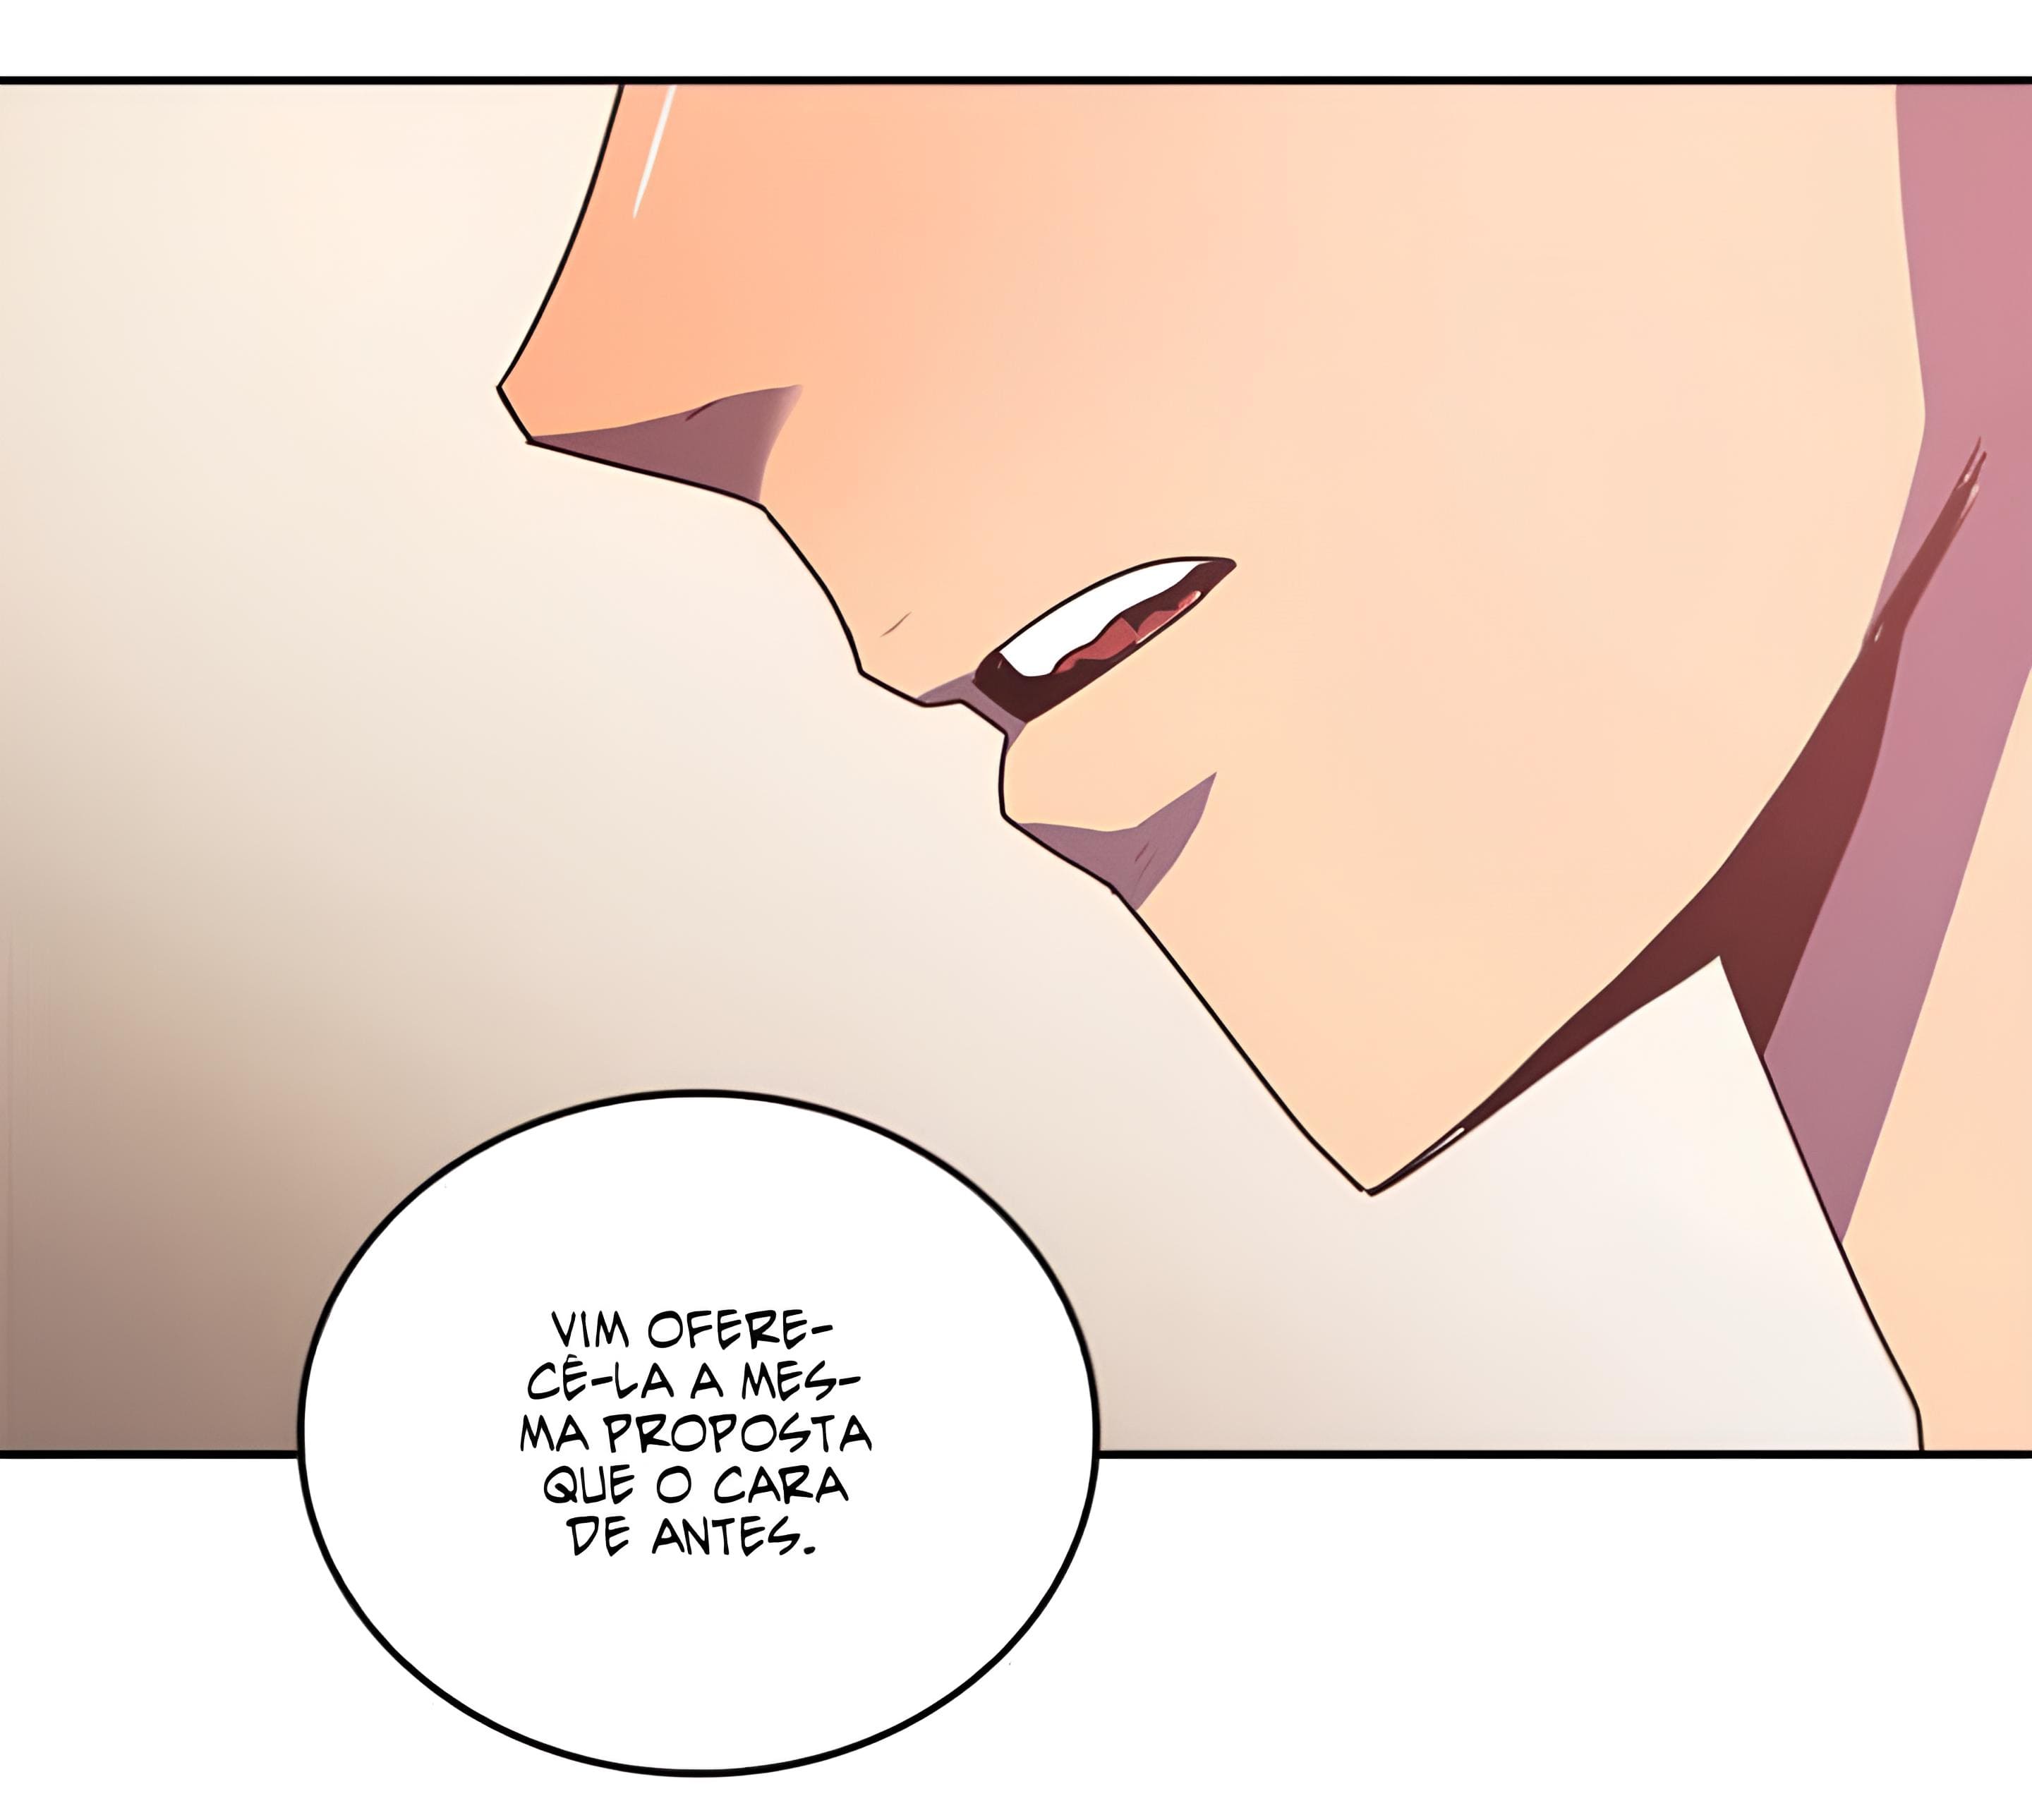 VIM OFERE-
CÊ-LA A MES-
MA PROPOSTA
QUE O CARA
DE ANTES.